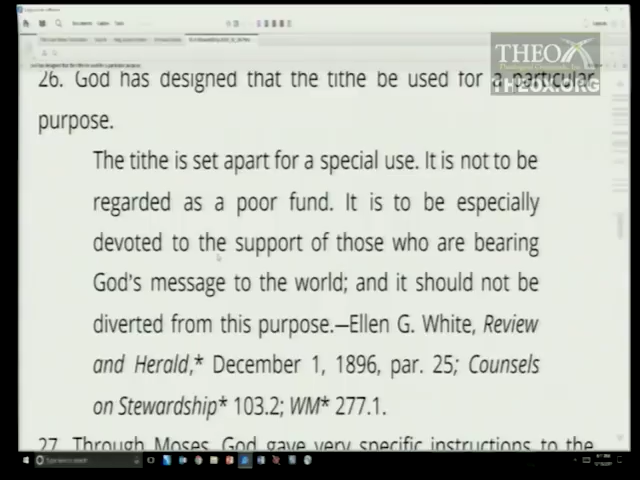 THEOX
THEOX.ORG
26. God has designed that the tithe be used for a particular
purpose.
The tithe is set apart for a special use. It is not to be
regarded as a poor fund. It is to be especially
devoted to the support of those who are bearing
God's message to the world; and it should not be
diverted from this purpose.—Ellen G. White, Review
and Herald,* December 1, 1896, par. 25; Counsels
on Stewardship* 103.2; WM* 277.1.
27. Through Moses, God gave very specific instructions to the